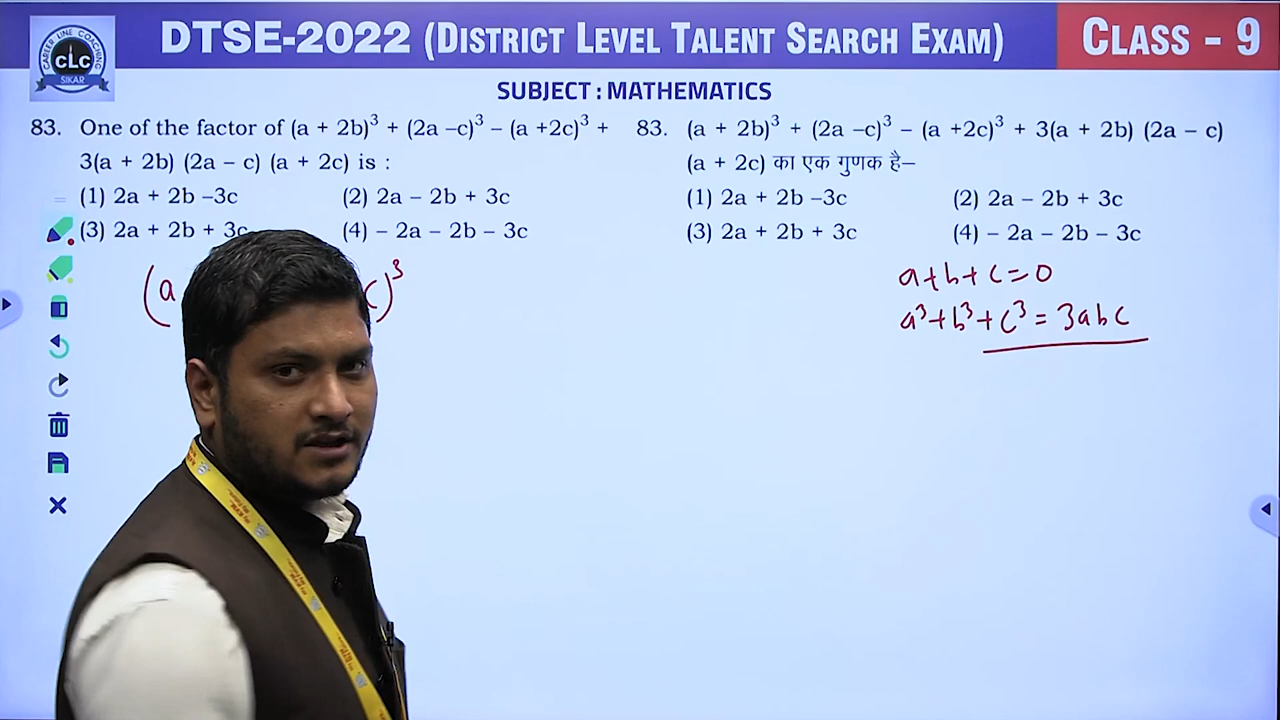 CAREER LINE COACHING
CLC
SIKAR
DTSE-2022 (DISTRICT LEVEL TALENT SEARCH EXAM)
CLASS - 9
SUBJECT : MATHEMATICS
83. One of the factor of (a + 2b)³ + (2a –c)³ – (a +2c)³ +
3(a + 2b) (2a – c) (a + 2c) is :
(1) 2a + 2b –3c (2) 2a – 2b + 3c
(3) 2a + 2b + 3c (4) – 2a – 2b – 3c
83. (a + 2b)³ + (2a –c)³ – (a +2c)³ + 3(a + 2b) (2a – c)
(a + 2c) का एक गुणक है–
(1) 2a + 2b –3c (2) 2a – 2b + 3c
(3) 2a + 2b + 3c (4) – 2a – 2b – 3c
(a c)³
a+b+c=0
a³+b³+c³=3abc